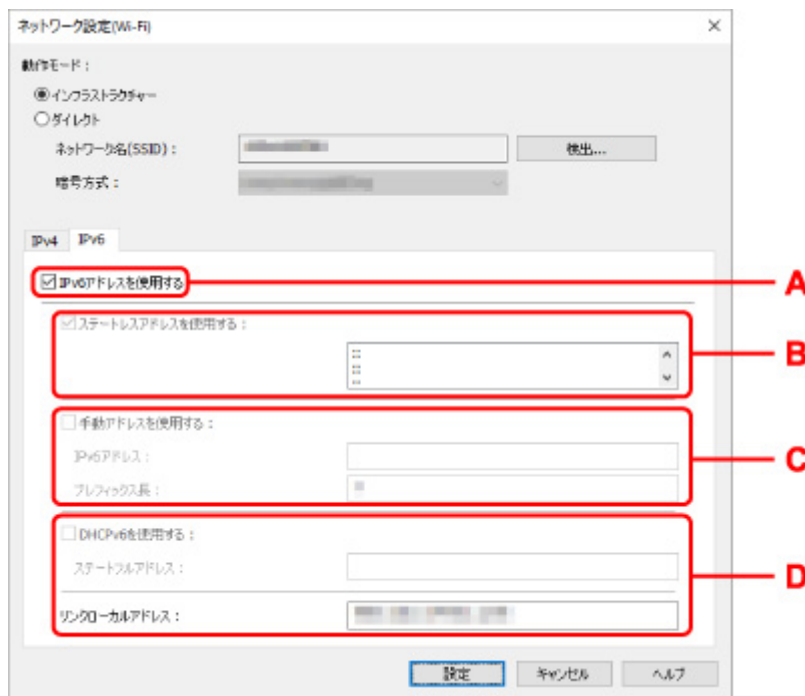 ネットワーク設定(Wi-Fi)
動作モード:
インフラストラクチャー
ダイレクト
ネットワーク名(SSID):
検出...
暗号方式:
IPv4 IPv6
IPv6アドレスを使用する
A
ステートレスアドレスを使用する:
::
::
::
B
手動アドレスを使用する:
IPv6アドレス:
プレフィックス長:
C
DHCPv6を使用する:
ステートフルアドレス:
D
リンクローカルアドレス:
設定 キャンセル ヘルプ